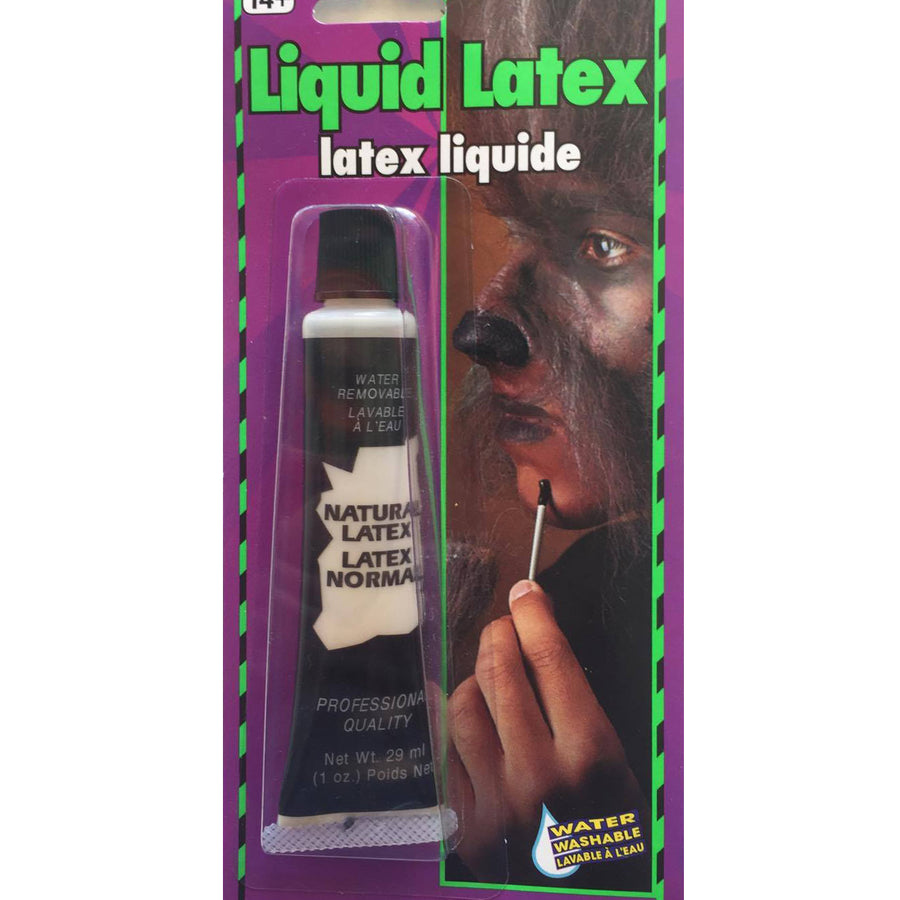 14+
Liquid Latex
latex liquide
WATER
REMOVABLE
LAVABLE
À L'EAU
NATURAL
LATEX
LATEX
NORMAL
PROFESSIONAL
QUALITY
Net Wt. 29 ml
(1 oz.) Poids Net
WATER
WASHABLE
LAVABLE À L'EAU